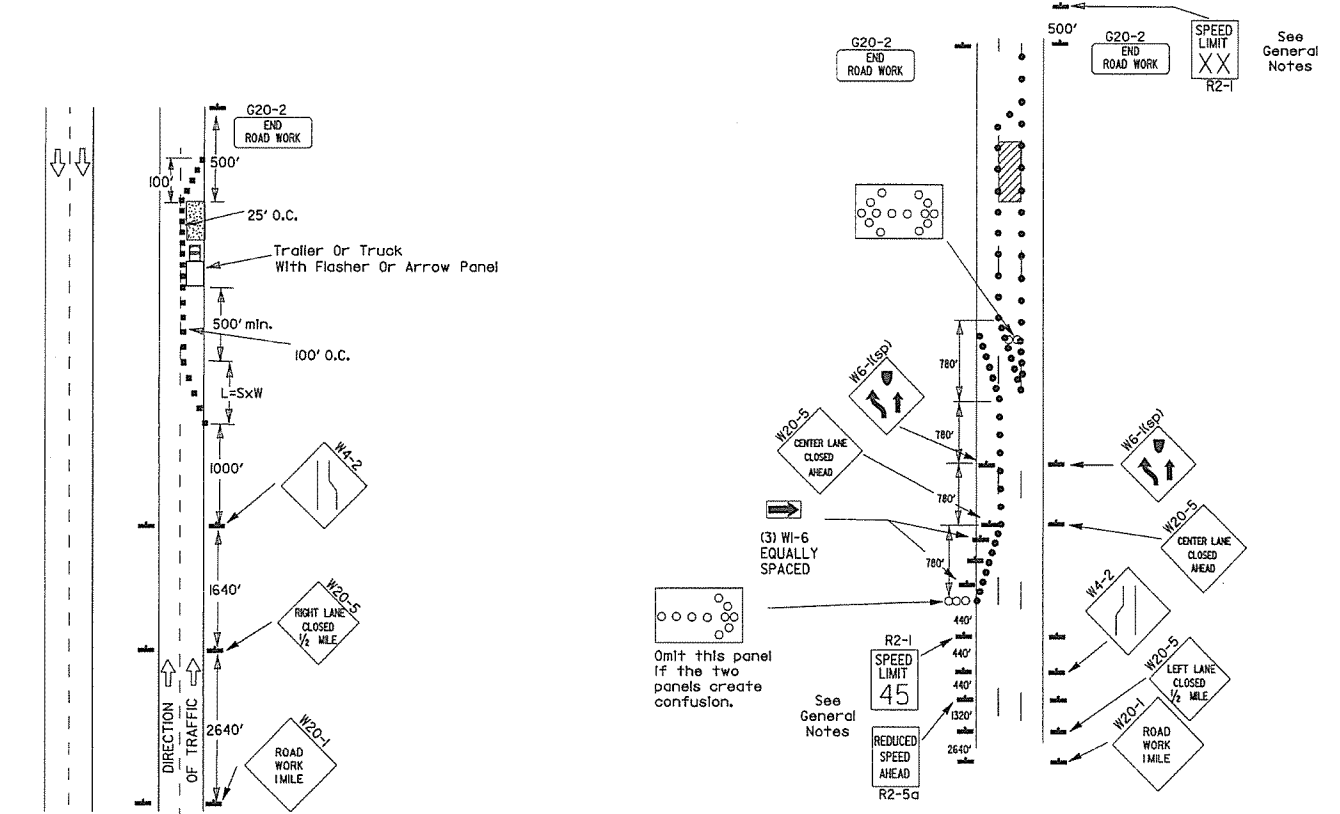 G20-2
END
ROAD WORK
500'
100'
25' O.C.
Trailer Or Truck
With Flasher Or Arrow Panel
500' min.
100' O.C.
L=SxW
1000'
W4-2
1640'
W20-5
RIGHT LANE
CLOSED
1/2 MILE
DIRECTION
OF TRAFFIC
2640'
W20-1
ROAD
WORK
1 MILE
G20-2
END
ROAD WORK
500'
G20-2
END
ROAD WORK
SPEED
LIMIT
XX
R2-1
See
General
Notes
780'
W6-1(sp)
780'
W20-5
CENTER LANE
CLOSED
AHEAD
780'
(3) W1-6
EQUALLY
SPACED
780'
W6-1(sp)
W20-5
CENTER LANE
CLOSED
AHEAD
Omit this panel
if the two
panels create
confusion.
440'
R2-1
SPEED
LIMIT
45
440'
440'
See
General
Notes
1320'
REDUCED
SPEED
AHEAD
R2-5a
2640'
W4-2
W20-5
LEFT LANE
CLOSED
1/2 MILE
W20-1
ROAD
WORK
1 MILE